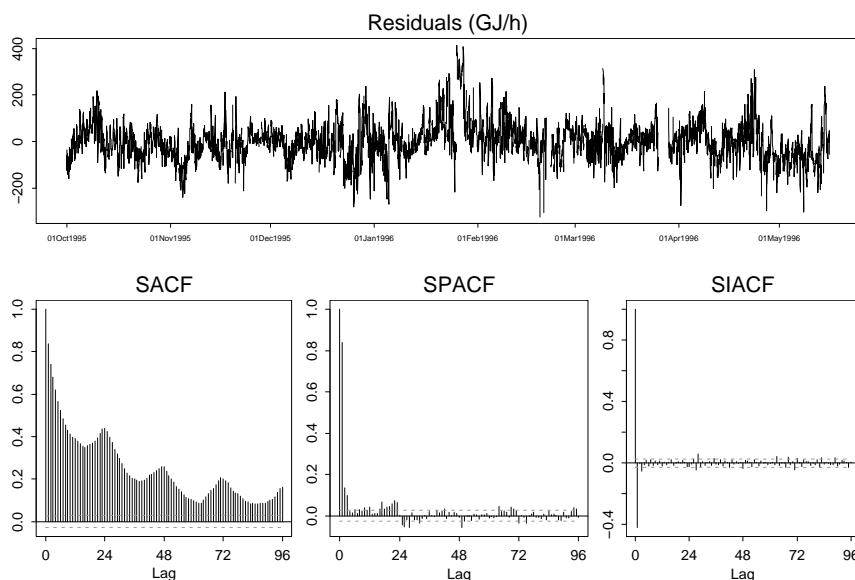 Residuals (GJ/h)
400
200
0
−200
01Oct1995 01Nov1995 01Dec1995 01Jan1996 01Feb1996 01Mar1996 01Apr1996 01May1996
SACF SPACF SIACF
1.0
0.8
0.6
0.4
0.2
0.0
0 24 48 72 96
Lag
1.0
0.8
0.6
0.4
0.2
0.0
0 24 48 72 96
Lag
0.8
0.4
0.0
−0.4
0 24 48 72 96
Lag